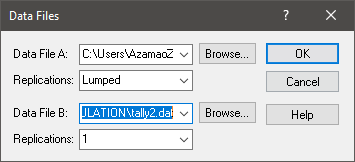 Data Files
Data File A: C:\Users\AzamaoZ Browse... OK
Replications: Lumped Cancel
Data File B: JLATION\tally2.dat Browse... Help
Replications: 1